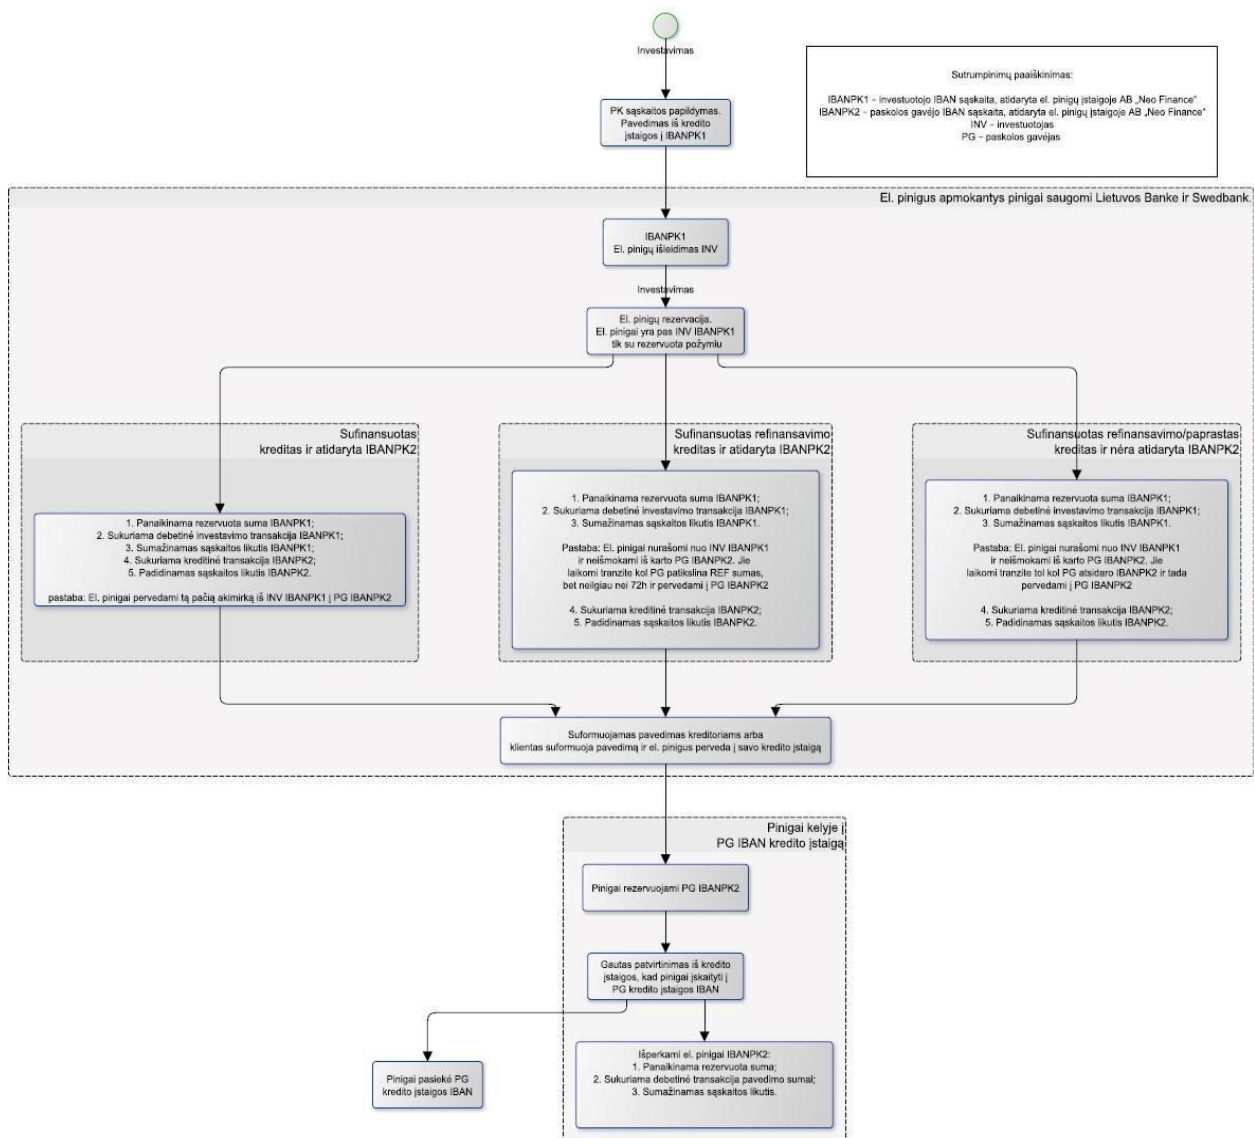 Investavimas
Sutrumpinimų paaiškinimas:
IBANPK1 – investuotojo IBAN sąskaita, atidaryta el. pinigų įstaigoje AB „Neo Finance"
IBANPK2 – paskolos gavėjo IBAN sąskaita, atidaryta el. pinigų įstaigoje AB „Neo Finance"
INV – investuotojas
PG – paskolos gavėjas
PK sąskaitos papildymas.
Pavedimas iš kredito
įstaigos į IBANPK1
El. pinigus apmokantys pinigai saugomi Lietuvos Banke ir Swedbank.
IBANPK1
El. pinigų išleidimas INV
Investavimas
El. pinigų rezervacija.
El. pinigai yra pas INV IBANPK1
tik su rezervuota požymiu
Sufinansuotas
kreditas ir atidaryta IBANPK2
1. Panaikinama rezervuota suma IBANPK1;
2. Sukuriama debetinė investavimo transakcija IBANPK1;
3. Sumažinamas sąskaitos likutis IBANPK1;
4. Sukuriama kreditinė transakcija IBANPK2;
5. Padidinamas sąskaitos likutis IBANPK2.
pastaba: El. pinigai pervedami tą pačią akimirką iš INV IBANPK1 į PG IBANPK2
Sufinansuotas refinansavimo
kreditas ir atidaryta IBANPK2
1. Panaikinama rezervuota suma IBANPK1;
2. Sukuriama debetinė investavimo transakcija IBANPK1;
3. Sumažinamas sąskaitos likutis IBANPK1.
Pastaba: El. pinigai nurašomi nuo INV IBANPK1
ir neišmokami iš karto PG IBANPK2. Jie
laikomi tranzite kol PG patikslina REF sumas,
bet neilgiau nei 72h ir pervedami į PG IBANPK2
4. Sukuriama kreditinė transakcija IBANPK2;
5. Padidinamas sąskaitos likutis IBANPK2.
Sufinansuotas refinansavimo/paprastas
kreditas ir nėra atidaryta IBANPK2
1. Panaikinama rezervuota suma IBANPK1;
2. Sukuriama debetinė investavimo transakcija IBANPK1;
3. Sumažinamas sąskaitos likutis IBANPK1.
Pastaba: El. pinigai nurašomi nuo INV IBANPK1
ir neišmokami iš karto PG IBANPK2. Jie
laikomi tranzite tol kol PG atsidaro IBANPK2 ir tada
pervedami į PG IBANPK2
4. Sukuriama kreditinė transakcija IBANPK2;
5. Padidinamas sąskaitos likutis IBANPK2.
Suformuojamas pavedimas kreditoriams arba
klientas suformuoja pavedimą ir el. pinigus perveda į savo kredito įstaigą
Pinigai kelyje į
PG IBAN kredito įstaigą
Pinigai rezervuojami PG IBANPK2
Gautas patvirtinimas iš kredito
įstaigos, kad pinigai įskaityti į
PG kredito įstaigos IBAN
Pinigai pasiekė PG
kredito įstaigos IBAN
Išperkami el. pinigai IBANPK2:
1. Panaikinama rezervuota suma;
2. Sukuriama debetinė transakcija pavedimo sumai;
3. Sumažinamas sąskaitos likutis.